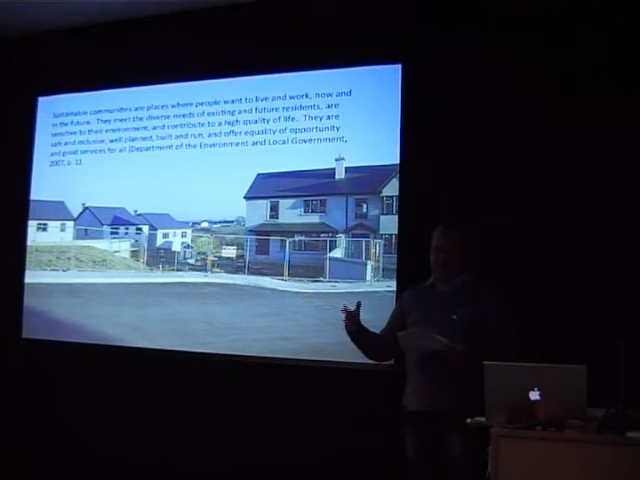 Sustainable communities are places where people want to live and work, now and
in the future. They meet the diverse needs of existing and future residents, are
sensitive to their environment, and contribute to a high quality of life. They are
safe and inclusive, well planned, built and run, and offer equality of opportunity
and good services for all (Department of the Environment and Local Government,
2007, p. 1).